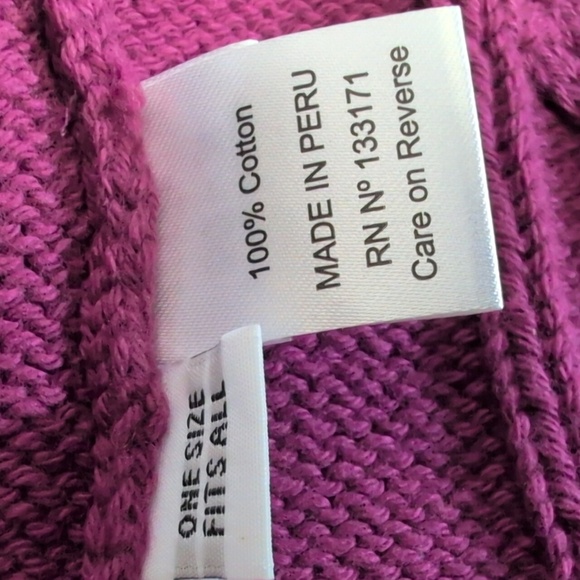 100% Cotton
MADE IN PERU
RN Nº 133171
Care on Reverse
ONE SIZE
FITS ALL